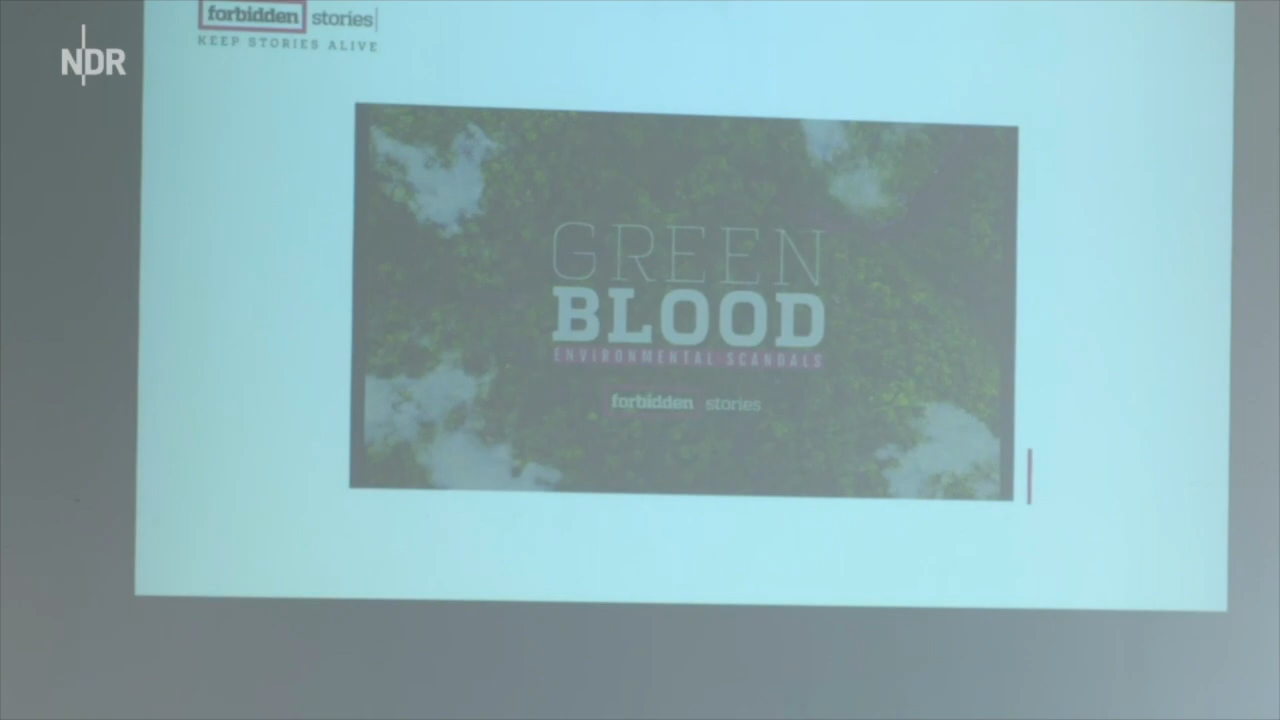 forbidden stories
KEEP STORIES ALIVE
NDR
GREEN
BLOOD
ENVIRONMENTAL SCANDALS
forbidden stories